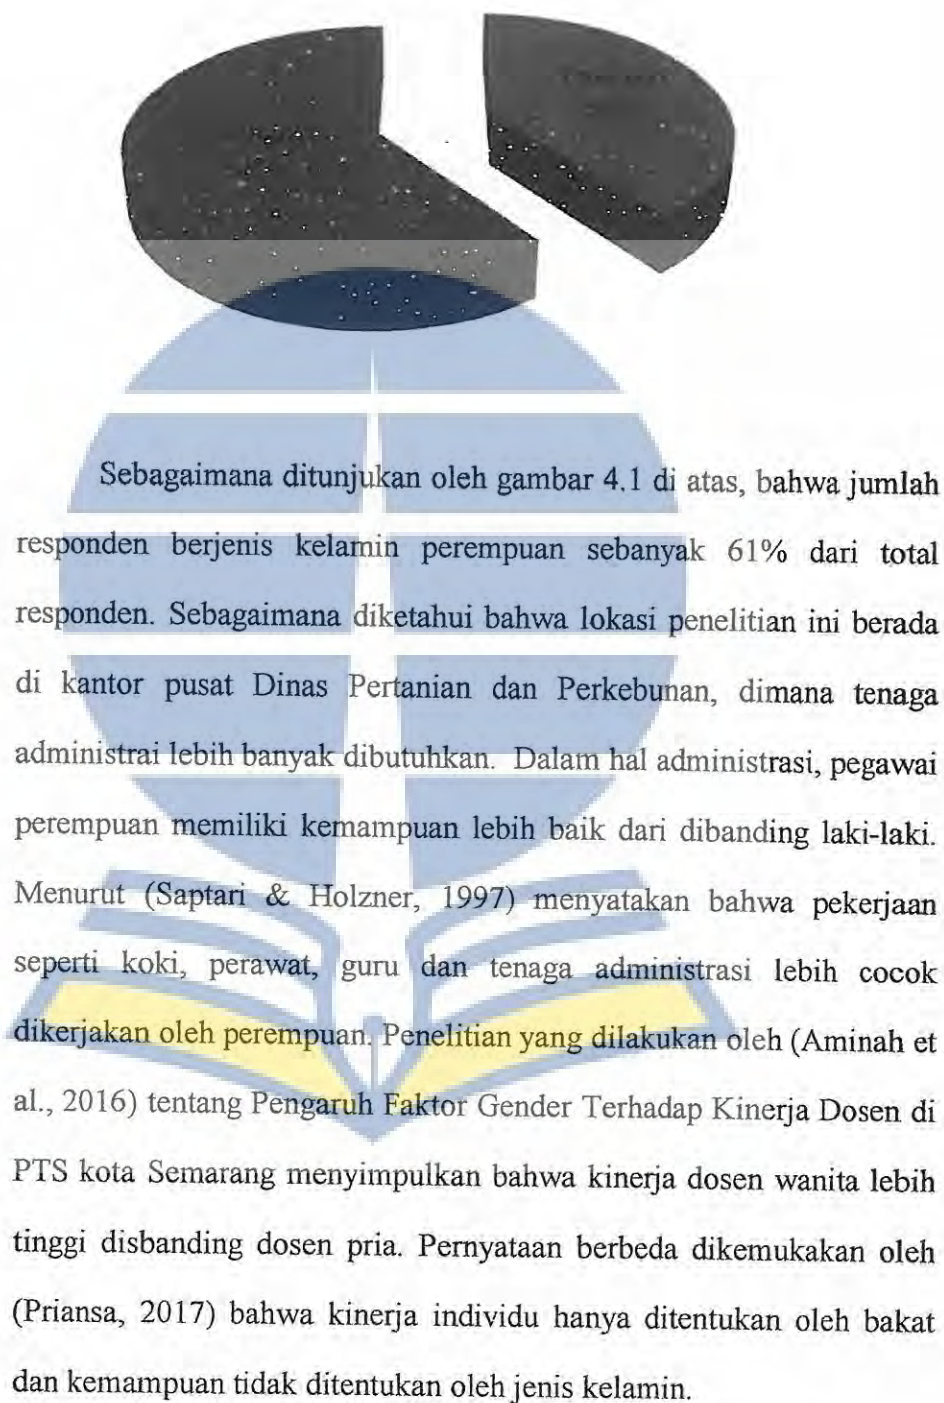 Sebagaimana ditunjukan oleh gambar 4.1 di atas, bahwa jumlah
responden berjenis kelamin perempuan sebanyak 61% dari total
responden. Sebagaimana diketahui bahwa lokasi penelitian ini berada
di kantor pusat Dinas Pertanian dan Perkebunan, dimana tenaga
administrai lebih banyak dibutuhkan. Dalam hal administrasi, pegawai
perempuan memiliki kemampuan lebih baik dari dibanding laki-laki.
Menurut (Saptari & Holzner, 1997) menyatakan bahwa pekerjaan
seperti koki, perawat, guru dan tenaga administrasi lebih cocok
dikerjakan oleh perempuan. Penelitian yang dilakukan oleh (Aminah et
al., 2016) tentang Pengaruh Faktor Gender Terhadap Kinerja Dosen di
PTS kota Semarang menyimpulkan bahwa kinerja dosen wanita lebih
tinggi disbanding dosen pria. Pernyataan berbeda dikemukakan oleh
(Priansa, 2017) bahwa kinerja individu hanya ditentukan oleh bakat
dan kemampuan tidak ditentukan oleh jenis kelamin.